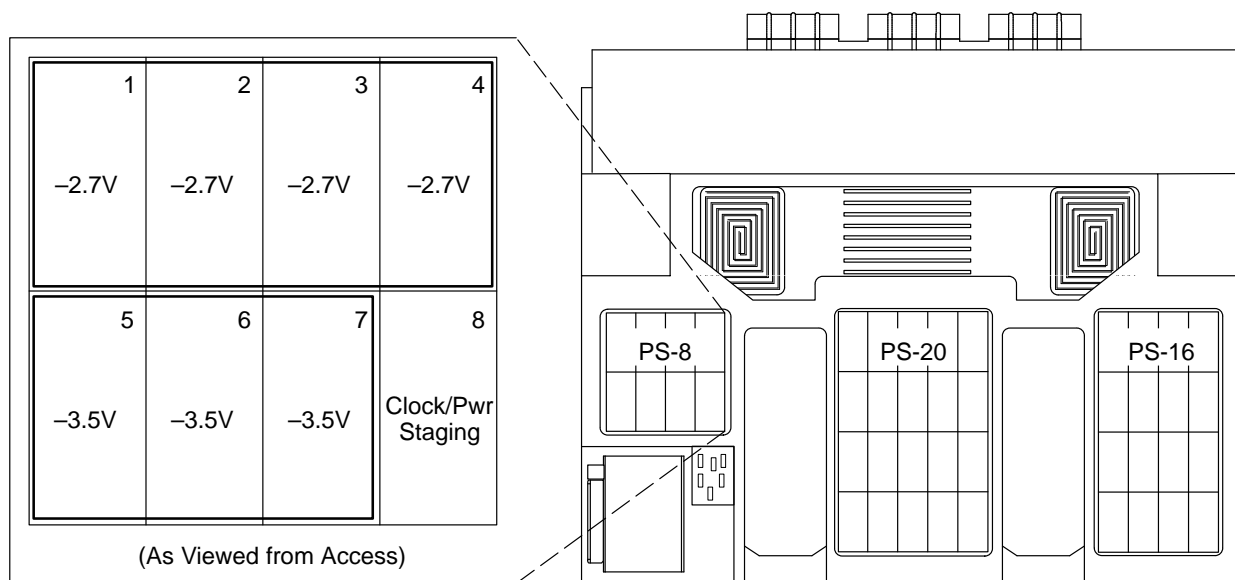 1 2 3 4
–2.7V –2.7V –2.7V –2.7V
5 6 7 8
–3.5V –3.5V –3.5V Clock/Pwr
Staging
(As Viewed from Access)
PS-8 PS-20 PS-16